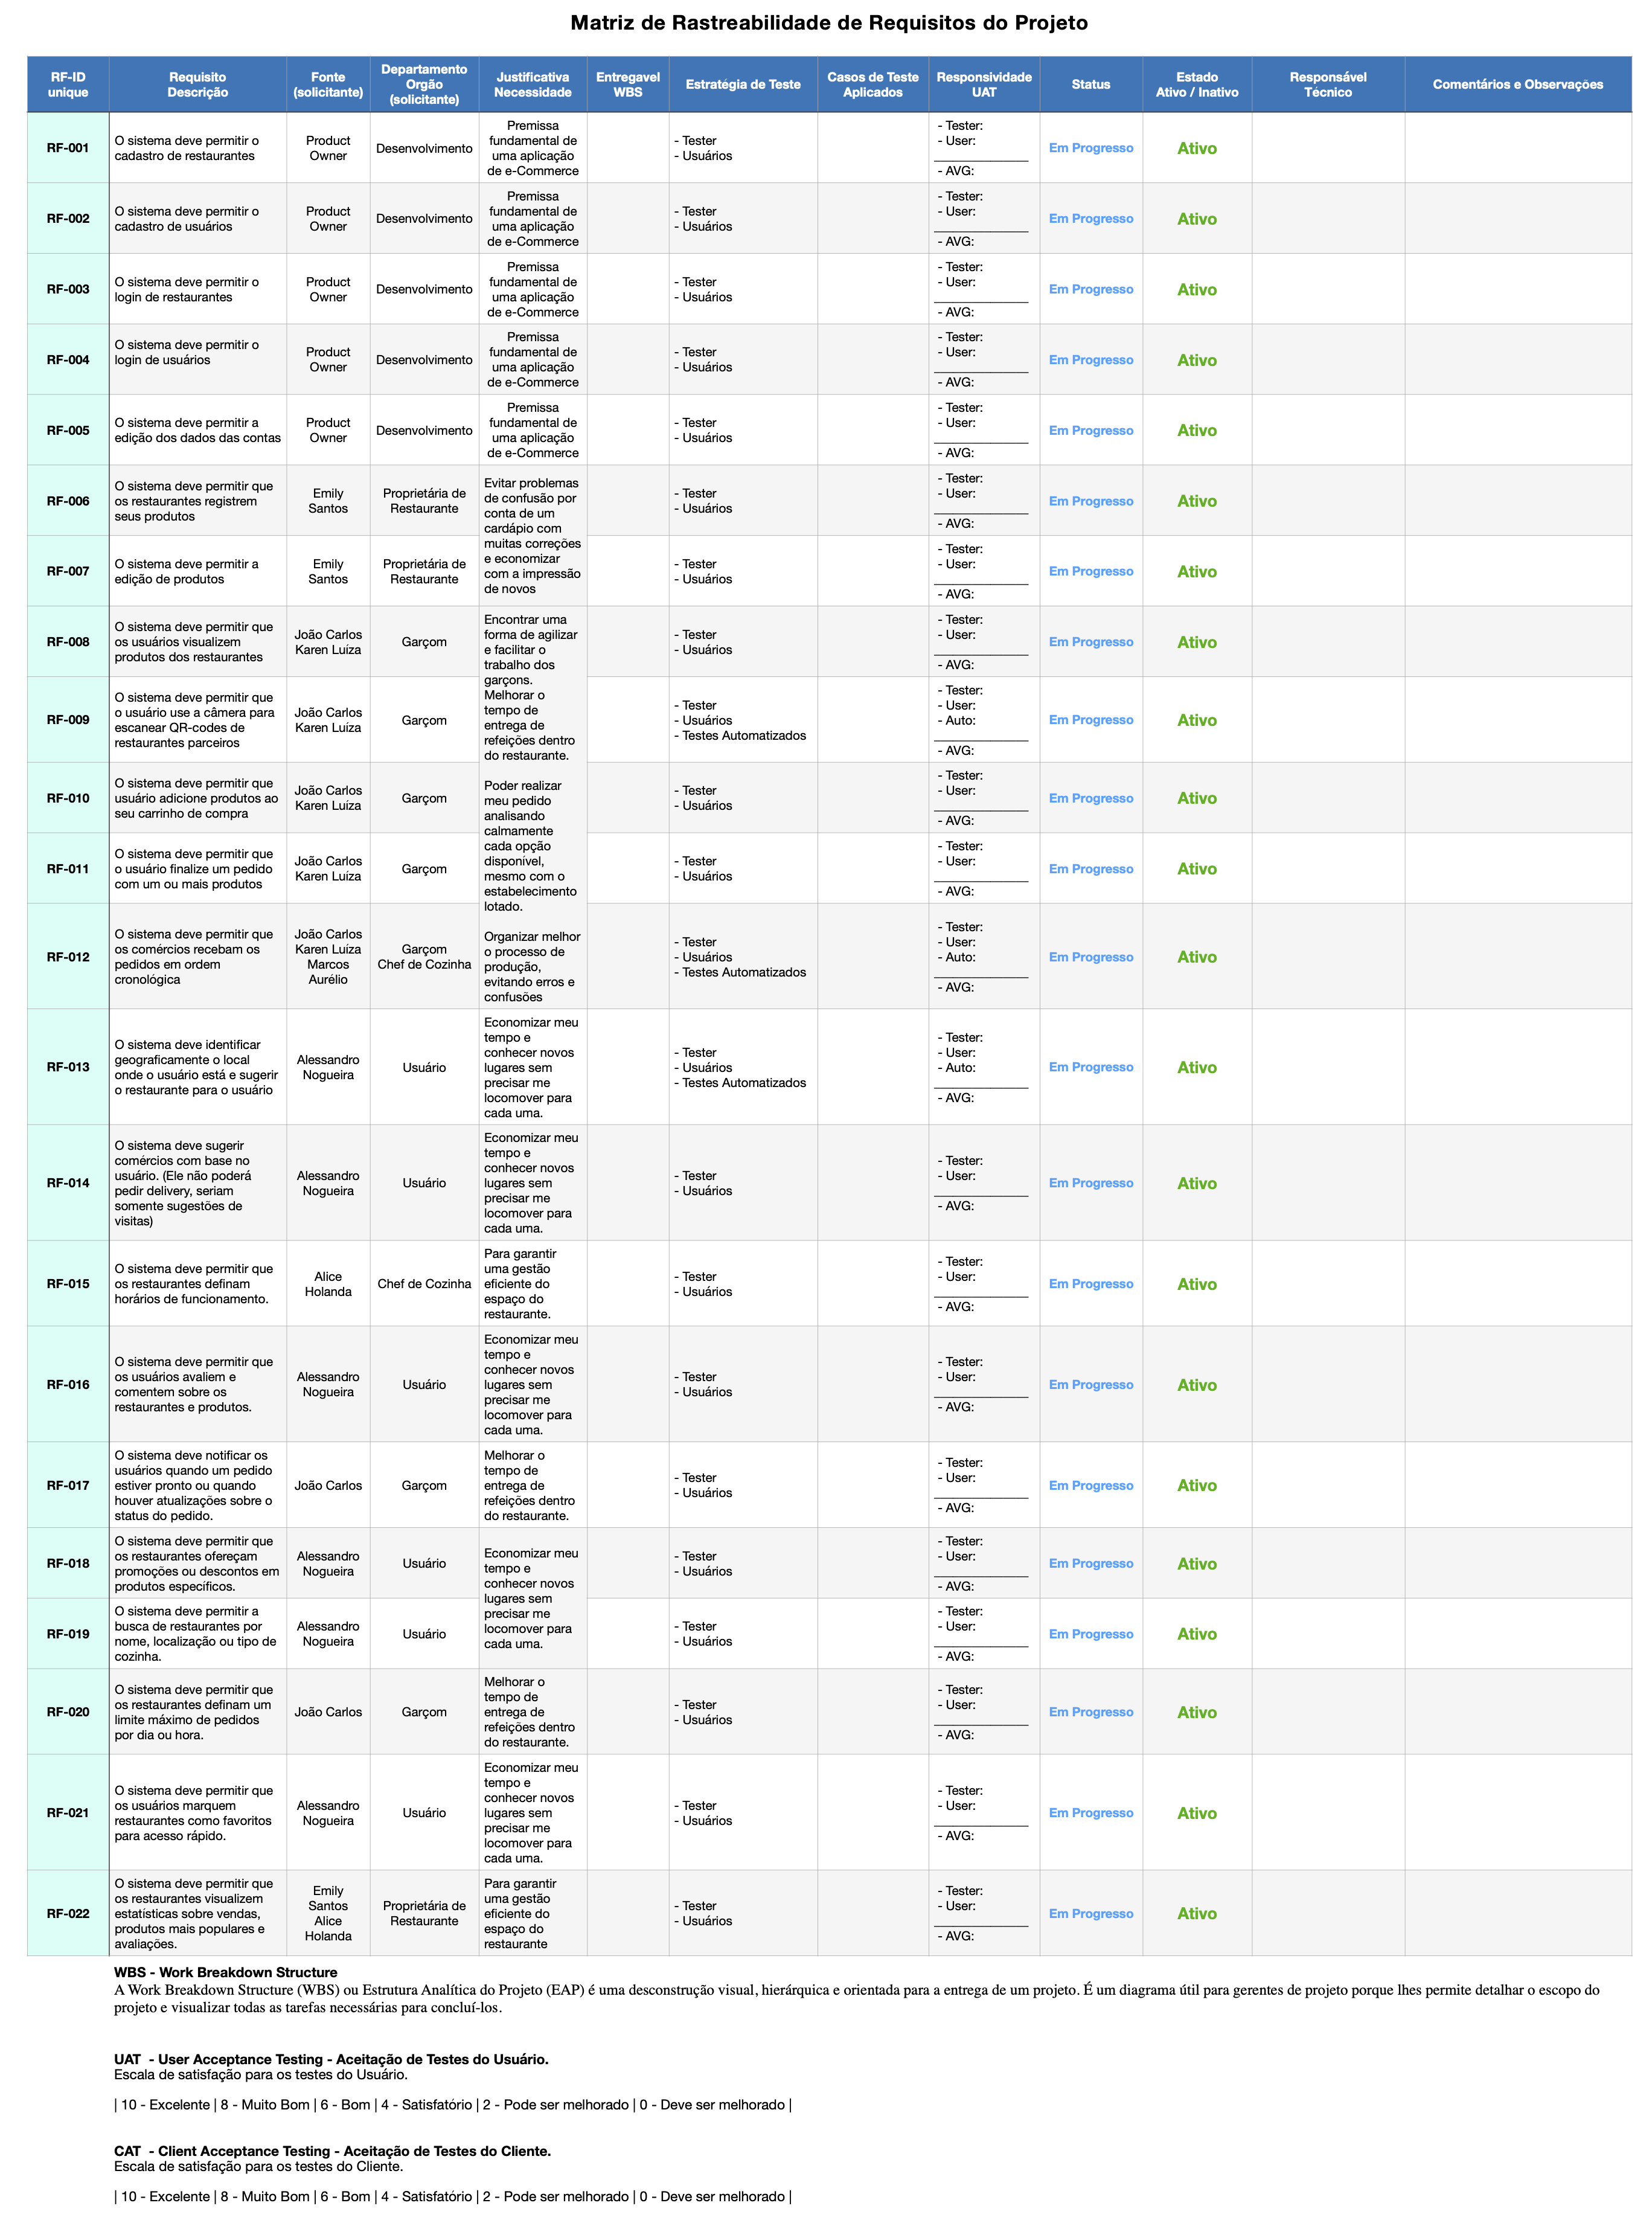 Matriz de Rastreabilidade de Requisitos do Projeto
RF-ID
unique
Requisito
Descrição
Fonte
(solicitante)
Departamento
Orgão
(solicitante)
Justificativa
Necessidade
Entregavel
WBS
Estratégia de Teste
Casos de Teste
Aplicados
Responsividade
UAT
Status
Estado
Ativo / Inativo
Responsável
Técnico
Comentários e Observações
RF-001
O sistema deve permitir o
cadastro de restaurantes
Product
Owner
Desenvolvimento
Premissa
fundamental de
uma aplicação
de e-Commerce
- Tester
- Usuários
- Tester:
- User:
- AVG:
Em Progresso
Ativo
RF-002
O sistema deve permitir o
cadastro de usuários
Product
Owner
Desenvolvimento
Premissa
fundamental de
uma aplicação
de e-Commerce
- Tester
- Usuários
- Tester:
- User:
- AVG:
Em Progresso
Ativo
RF-003
O sistema deve permitir o
login de restaurantes
Product
Owner
Desenvolvimento
Premissa
fundamental de
uma aplicação
de e-Commerce
- Tester
- Usuários
- Tester:
- User:
- AVG:
Em Progresso
Ativo
RF-004
O sistema deve permitir o
login de usuários
Product
Owner
Desenvolvimento
Premissa
fundamental de
uma aplicação
de e-Commerce
- Tester
- Usuários
- Tester:
- User:
- AVG:
Em Progresso
Ativo
RF-005
O sistema deve permitir a
edição dos dados das contas
Product
Owner
Desenvolvimento
Premissa
fundamental de
uma aplicação
de e-Commerce
- Tester
- Usuários
- Tester:
- User:
- AVG:
Em Progresso
Ativo
RF-006
O sistema deve permitir que
os restaurantes registrem
seus produtos
Emily
Santos
Proprietária de
Restaurante
Evitar problemas
de confusão por
conta de um
cardápio com
muitas correções
e economizar
com a impressão
de novos
- Tester
- Usuários
- Tester:
- User:
- AVG:
Em Progresso
Ativo
RF-007
O sistema deve permitir a
edição de produtos
Emily
Santos
Proprietária de
Restaurante
- Tester
- Usuários
- Tester:
- User:
- AVG:
Em Progresso
Ativo
RF-008
O sistema deve permitir que
os usuários visualizem
produtos dos restaurantes
João Carlos
Karen Luíza
Garçom
Encontrar uma
forma de agilizar
e facilitar o
trabalho dos
garçons.
Melhorar o
tempo de
entrega de
refeições dentro
do restaurante.
Poder realizar
meu pedido
analisando
calmamente
cada opção
disponível,
mesmo com o
estabelecimento
lotado.
Organizar melhor
o processo de
produção,
evitando erros e
confusões
- Tester
- Usuários
- Tester:
- User:
- AVG:
Em Progresso
Ativo
RF-009
O sistema deve permitir que
o usuário use a câmera para
escanear QR-codes de
restaurantes parceiros
João Carlos
Karen Luíza
Garçom
- Tester
- Usuários
- Testes Automatizados
- Tester:
- User:
- Auto:
- AVG:
Em Progresso
Ativo
RF-010
O sistema deve permitir que
usuário adicione produtos ao
seu carrinho de compra
João Carlos
Karen Luíza
Garçom
- Tester
- Usuários
- Tester:
- User:
- AVG:
Em Progresso
Ativo
RF-011
O sistema deve permitir que
o usuário finalize um pedido
com um ou mais produtos
João Carlos
Karen Luíza
Garçom
- Tester
- Usuários
- Tester:
- User:
- AVG:
Em Progresso
Ativo
RF-012
O sistema deve permitir que
os comércios recebam os
pedidos em ordem
cronológica
João Carlos
Karen Luíza
Marcos
Aurélio
Garçom
Chef de Cozinha
- Tester
- Usuários
- Testes Automatizados
- Tester:
- User:
- Auto:
- AVG:
Em Progresso
Ativo
RF-013
O sistema deve identificar
geograficamente o local
onde o usuário está e sugerir
o restaurante para o usuário
Alessandro
Nogueira
Usuário
Economizar meu
tempo e
conhecer novos
lugares sem
precisar me
locomover para
cada uma.
- Tester
- Usuários
- Testes Automatizados
- Tester:
- User:
- Auto:
- AVG:
Em Progresso
Ativo
RF-014
O sistema deve sugerir
comércios com base no
usuário. (Ele não poderá
pedir delivery, seriam
somente sugestões de
visitas)
Alessandro
Nogueira
Usuário
Economizar meu
tempo e
conhecer novos
lugares sem
precisar me
locomover para
cada uma.
- Tester
- Usuários
- Tester:
- User:
- AVG:
Em Progresso
Ativo
RF-015
O sistema deve permitir que
os restaurantes definam
horários de funcionamento.
Alice
Holanda
Chef de Cozinha
Para garantir
uma gestão
eficiente do
espaço do
restaurante.
- Tester
- Usuários
- Tester:
- User:
- AVG:
Em Progresso
Ativo
RF-016
O sistema deve permitir que
os usuários avaliem e
comentem sobre os
restaurantes e produtos.
Alessandro
Nogueira
Usuário
Economizar meu
tempo e
conhecer novos
lugares sem
precisar me
locomover para
cada uma.
- Tester
- Usuários
- Tester:
- User:
- AVG:
Em Progresso
Ativo
RF-017
O sistema deve notificar os
usuários quando um pedido
estiver pronto ou quando
houver atualizações sobre o
status do pedido.
João Carlos
Garçom
Melhorar o
tempo de
entrega de
refeições dentro
do restaurante.
- Tester
- Usuários
- Tester:
- User:
- AVG:
Em Progresso
Ativo
RF-018
O sistema deve permitir que
os restaurantes ofereçam
promoções ou descontos em
produtos específicos.
Alessandro
Nogueira
Usuário
Economizar meu
tempo e
conhecer novos
lugares sem
precisar me
locomover para
cada uma.
- Tester
- Usuários
- Tester:
- User:
- AVG:
Em Progresso
Ativo
RF-019
O sistema deve permitir a
busca de restaurantes por
nome, localização ou tipo de
cozinha.
Alessandro
Nogueira
Usuário
- Tester
- Usuários
- Tester:
- User:
- AVG:
Em Progresso
Ativo
RF-020
O sistema deve permitir que
os restaurantes definam um
limite máximo de pedidos
por dia ou hora.
João Carlos
Garçom
Melhorar o
tempo de
entrega de
refeições dentro
do restaurante.
- Tester
- Usuários
- Tester:
- User:
- AVG:
Em Progresso
Ativo
RF-021
O sistema deve permitir que
os usuários marquem
restaurantes como favoritos
para acesso rápido.
Alessandro
Nogueira
Usuário
Economizar meu
tempo e
conhecer novos
lugares sem
precisar me
locomover para
cada uma.
- Tester
- Usuários
- Tester:
- User:
- AVG:
Em Progresso
Ativo
RF-022
O sistema deve permitir que
os restaurantes visualizem
estatísticas sobre vendas,
produtos mais populares e
avaliações.
Emily
Santos
Alice
Holanda
Proprietária de
Restaurante
Para garantir
uma gestão
eficiente do
espaço do
restaurante
- Tester
- Usuários
- Tester:
- User:
- AVG:
Em Progresso
Ativo
WBS - Work Breakdown Structure
A Work Breakdown Structure (WBS) ou Estrutura Analítica do Projeto (EAP) é uma desconstrução visual, hierárquica e orientada para a entrega de um projeto. É um diagrama útil para gerentes de projeto porque lhes permite detalhar o escopo do
projeto e visualizar todas as tarefas necessárias para concluí-los.
UAT - User Acceptance Testing - Aceitação de Testes do Usuário.
Escala de satisfação para os testes do Usuário.
| 10 - Excelente | 8 - Muito Bom | 6 - Bom | 4 - Satisfatório | 2 - Pode ser melhorado | 0 - Deve ser melhorado |
CAT - Client Acceptance Testing - Aceitação de Testes do Cliente.
Escala de satisfação para os testes do Cliente.
| 10 - Excelente | 8 - Muito Bom | 6 - Bom | 4 - Satisfatório | 2 - Pode ser melhorado | 0 - Deve ser melhorado |